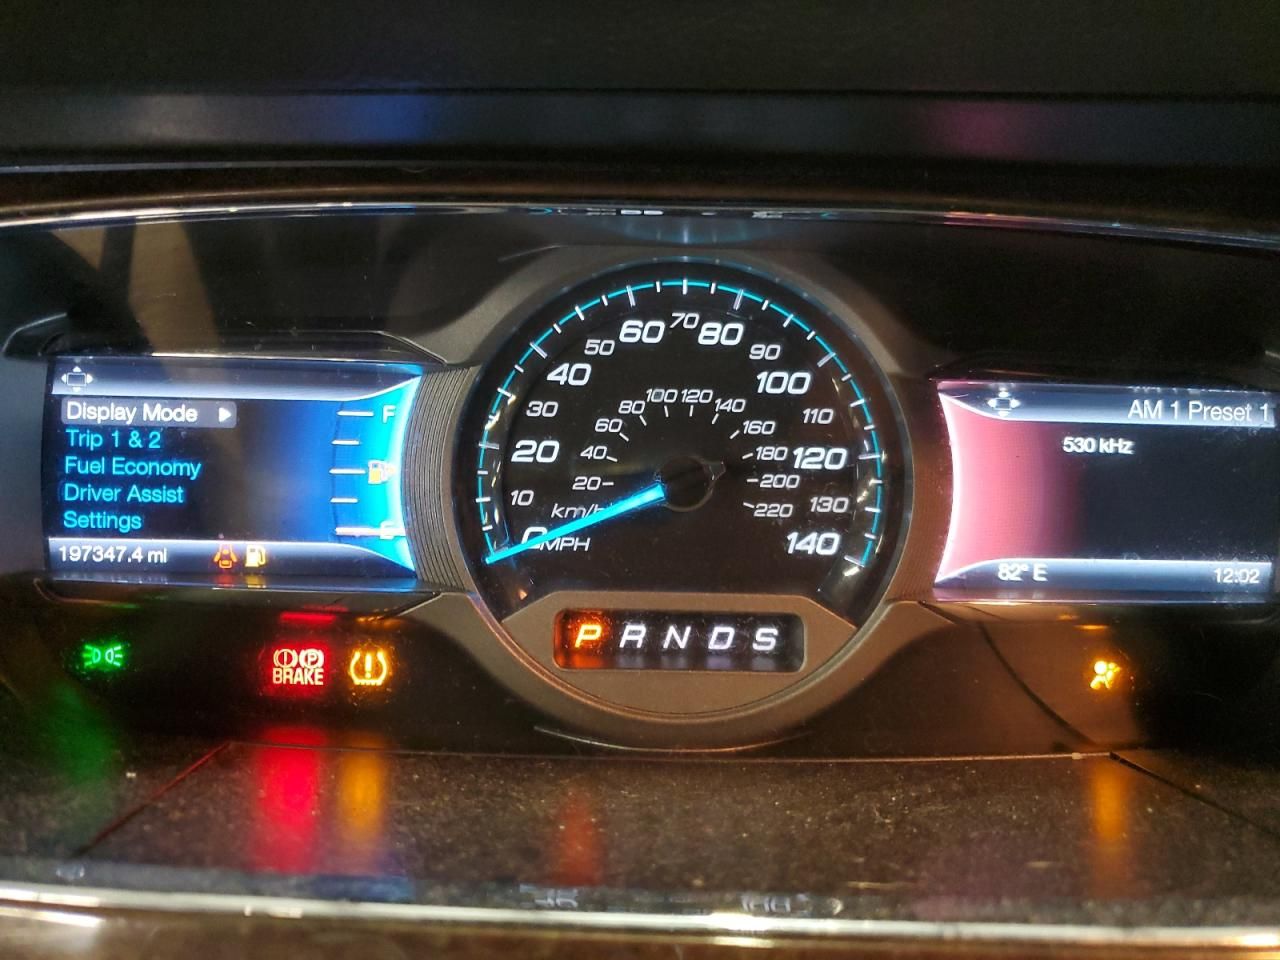 Display Mode
Trip 1 & 2
Fuel Economy
Driver Assist
Settings
197347.4 mi
F
E
BRAKE
0
10
20
30
40
50
60
70
80
90
100
110
120
130
140
MPH
20
40
60
80
100
120
140
160
180
200
220
km/h
P R N D S
AM 1 Preset 1
530 kHz
82° E
12:02